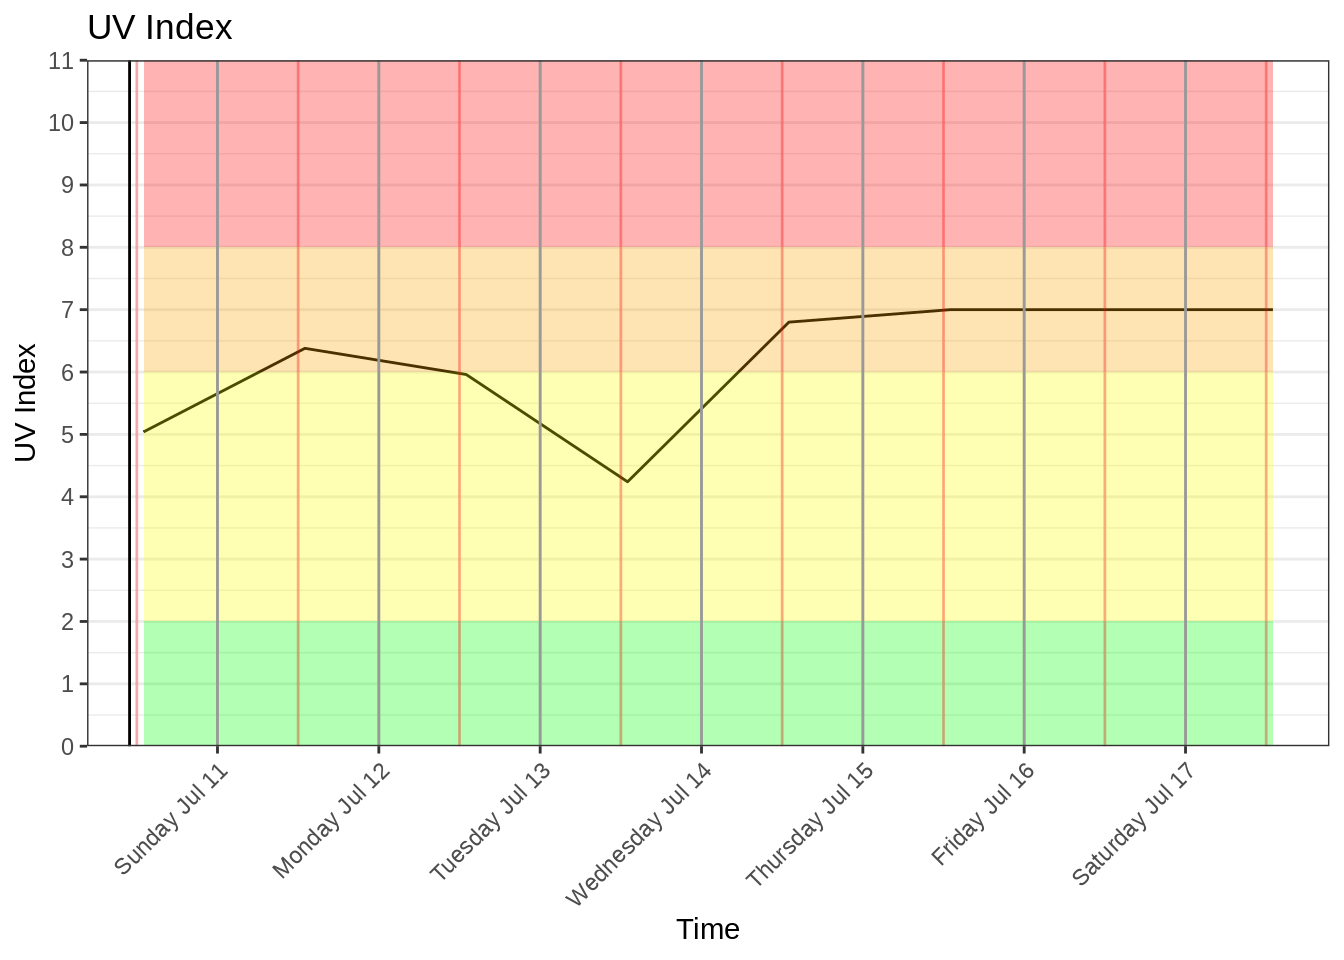 UV Index
11
10
9
8
7
6
5
4
3
2
1
0
UV Index
Sunday Jul 11
Monday Jul 12
Tuesday Jul 13
Wednesday Jul 14
Thursday Jul 15
Friday Jul 16
Saturday Jul 17
Time